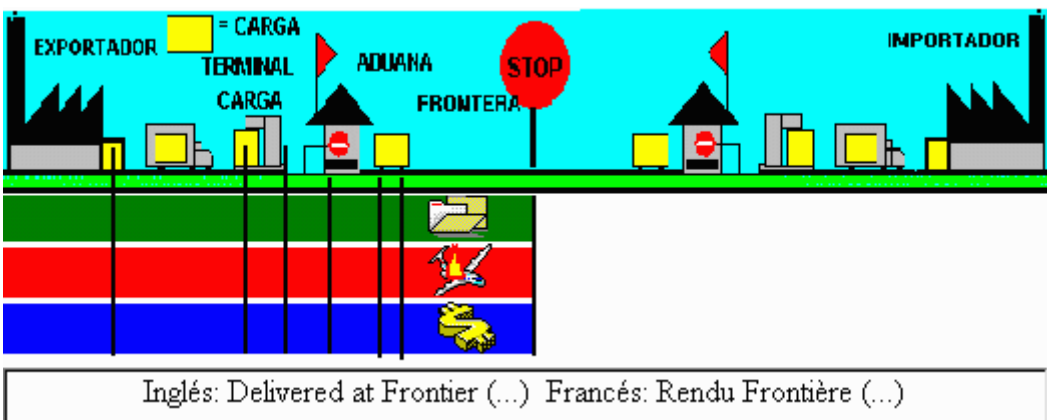 EXPORTADOR
= CARGA
TERMINAL
CARGA
ADUANA
FRONTERA
STOP
IMPORTADOR
Inglés: Delivered at Frontier (...) Francés: Rendu Frontière (...)